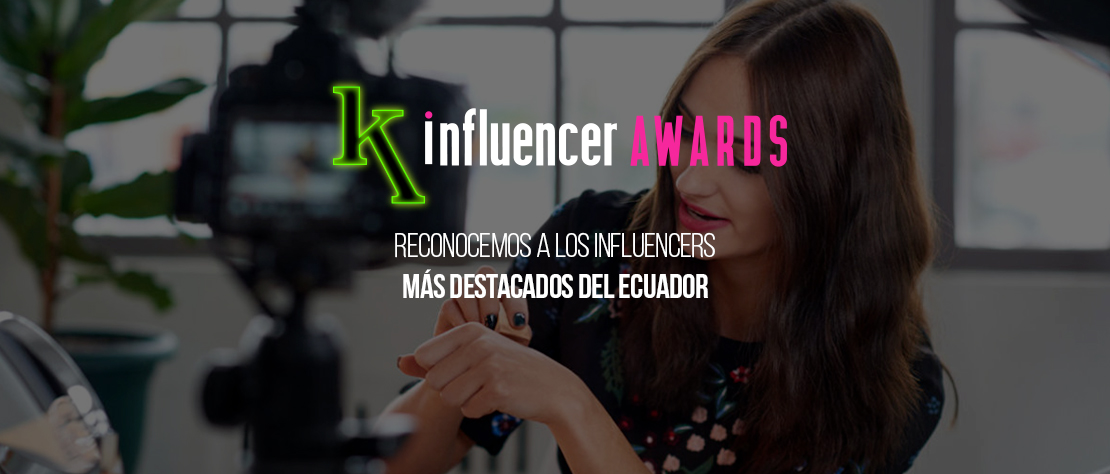 k influencer AWARDS
RECONOCEMOS A LOS INFLUENCERS
MÁS DESTACADOS DEL ECUADOR